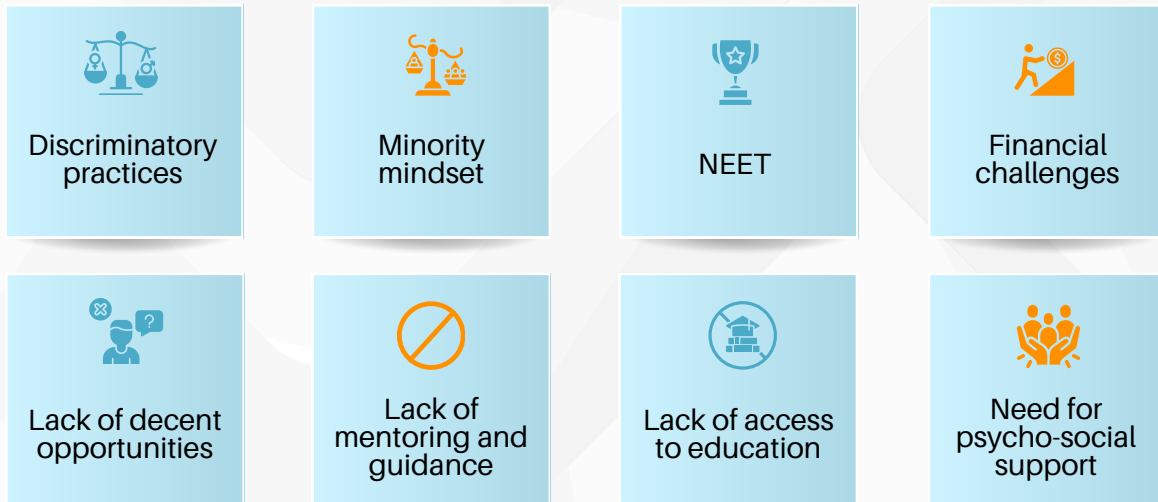 Discriminatory
practices
Minority
mindset
NEET
Financial
challenges
Lack of decent
opportunities
Lack of
mentoring and
guidance
Lack of access
to education
Need for
psycho-social
support